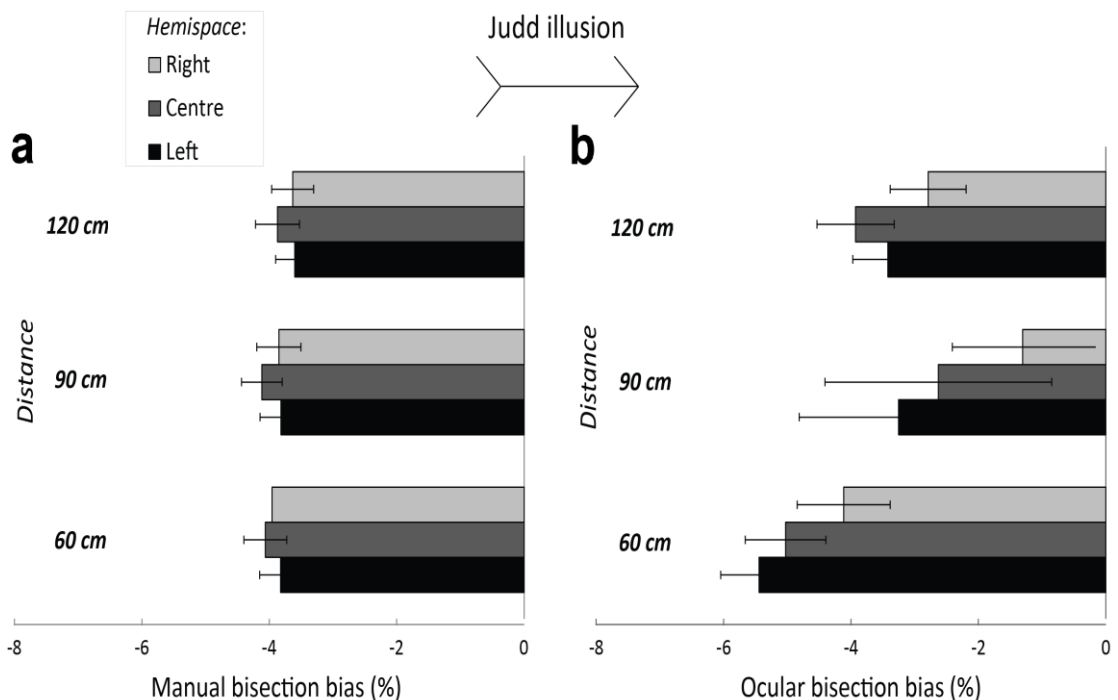 Hemispace:
Right
Centre
Left
Judd illusion
a
120 cm
90 cm
60 cm
Distance
-8 -6 -4 -2 0
Manual bisection bias (%)
b
120 cm
90 cm
60 cm
Distance
-8 -6 -4 -2 0
Ocular bisection bias (%)